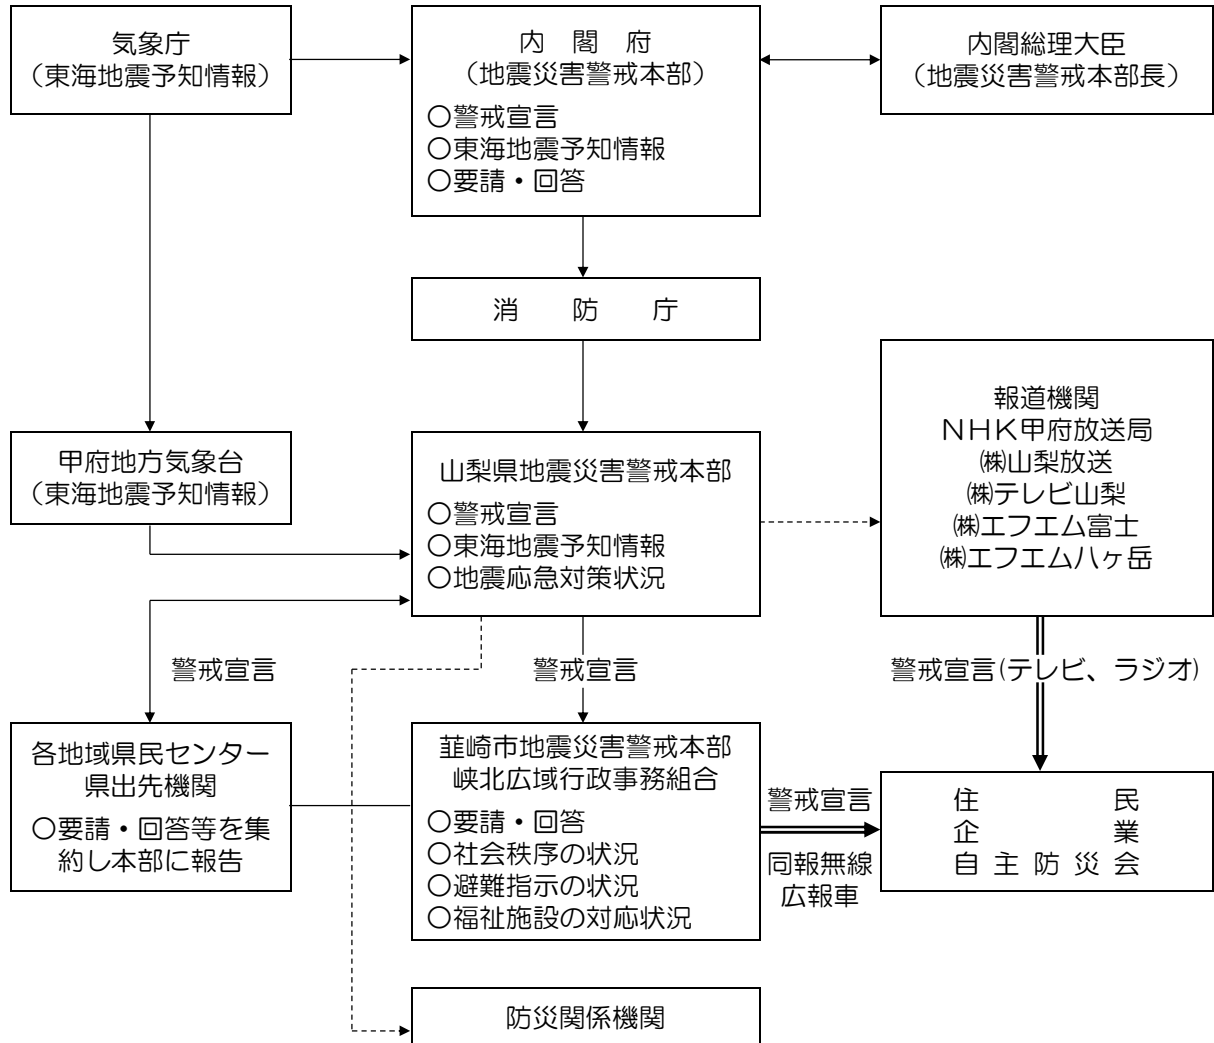 気象庁
（東海地震予知情報）
内　閣　府
（地震災害警戒本部）
○警戒宣言
○東海地震予知情報
○要請・回答
内閣総理大臣
（地震災害警戒本部長）
消　防　庁
報道機関
ＮＨＫ甲府放送局
㈱山梨放送
㈱テレビ山梨
㈱エフエム富士
㈱エフエム八ヶ岳
甲府地方気象台
（東海地震予知情報）
山梨県地震災害警戒本部
○警戒宣言
○東海地震予知情報
○地震応急対策状況
警戒宣言
警戒宣言
警戒宣言(テレビ、ラジオ)
各地域県民センター
県出先機関
○要請・回答等を集
約し本部に報告
韮崎市地震災害警戒本部
峡北広域行政事務組合
○要請・回答
○社会秩序の状況
○避難指示の状況
○福祉施設の対応状況
警戒宣言
同報無線
広報車
住　　　民
企　　　業
自 主 防 災 会
防災関係機関